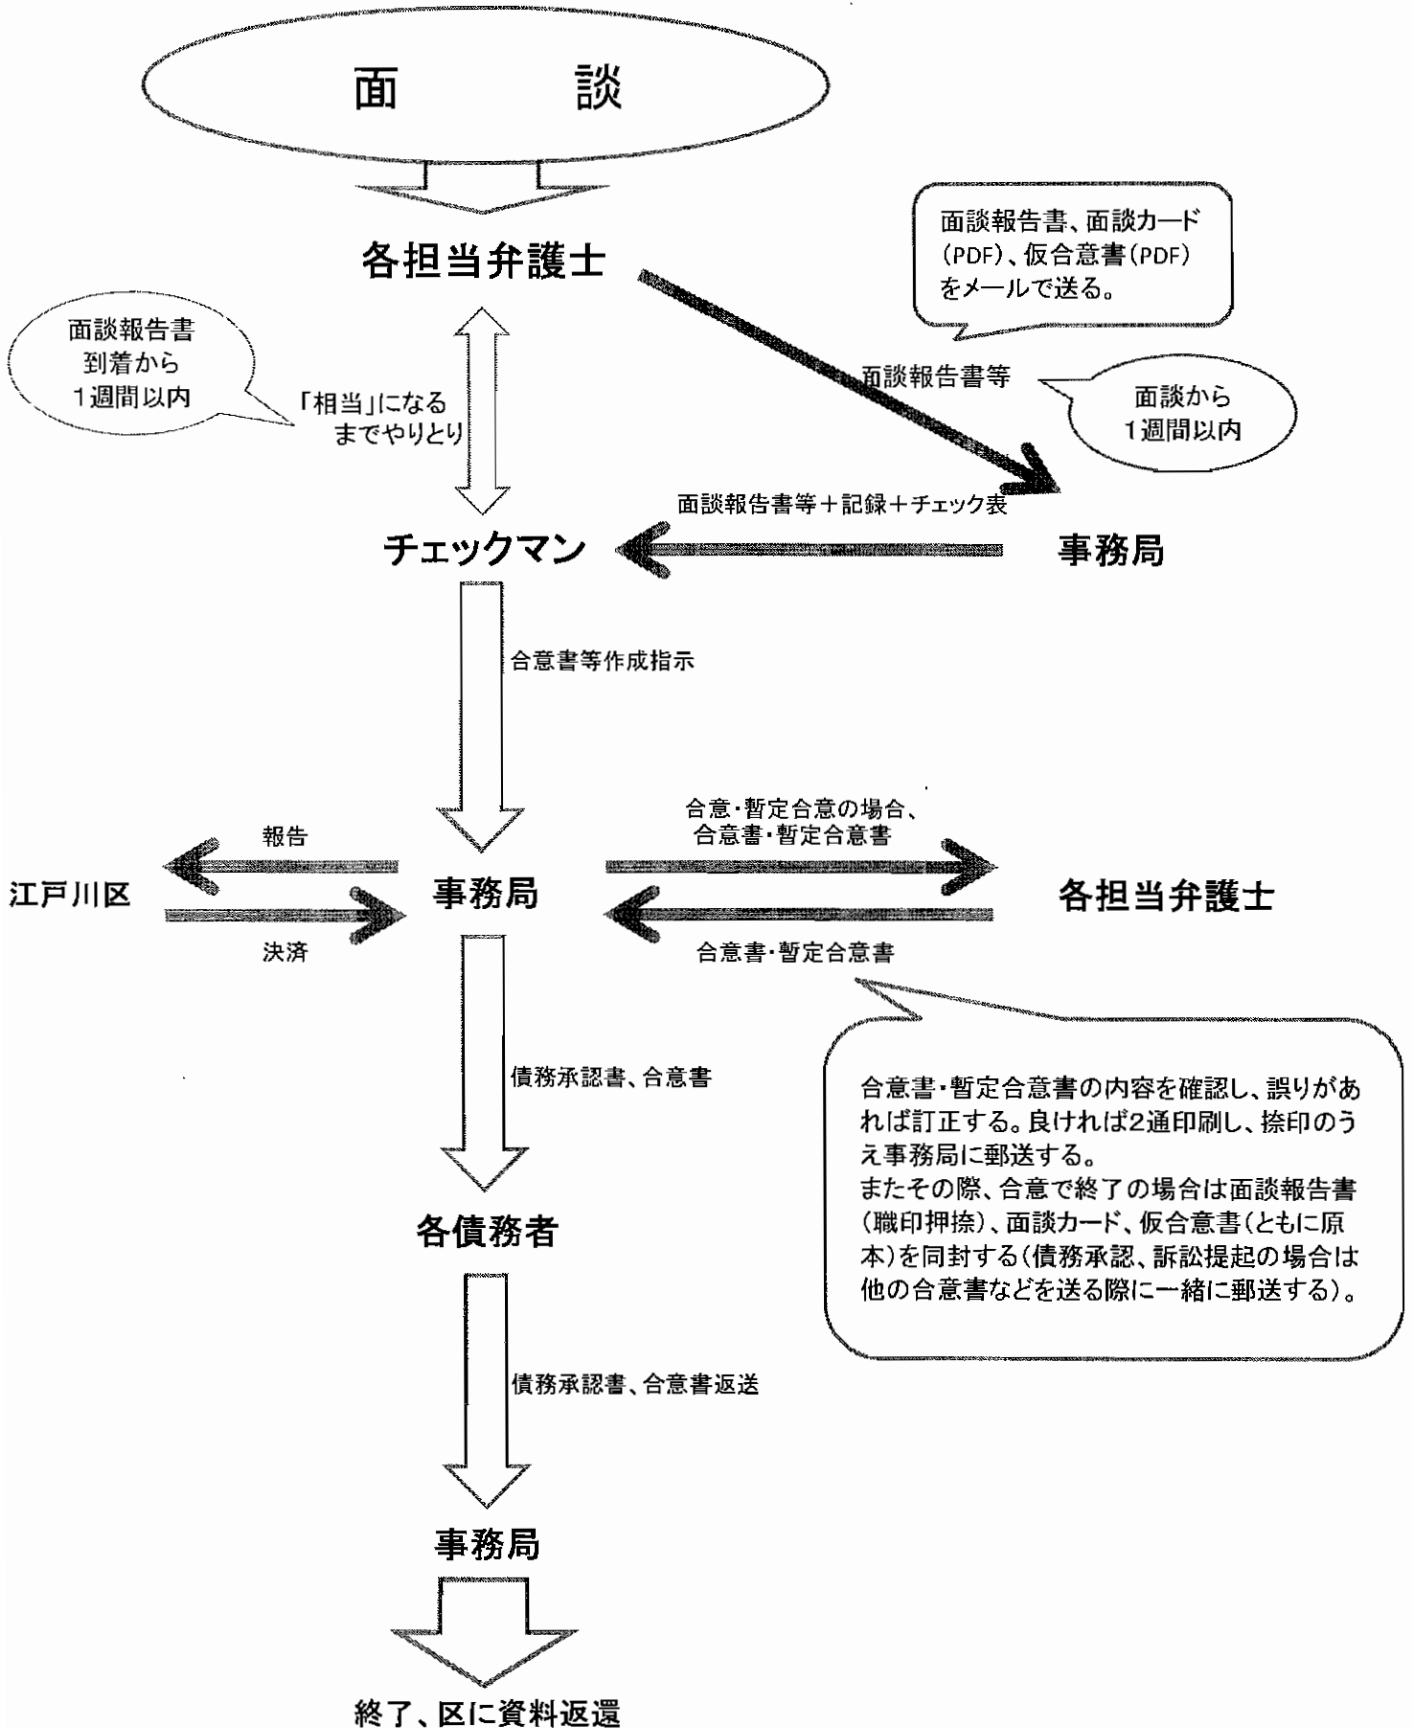 面　談
各担当弁護士
面談報告書、面談カード
(PDF)、仮合意書(PDF)
をメールで送る。
面談報告書
到着から
1週間以内
「相当」になる
までやりとり
面談報告書等
面談から
1週間以内
面談報告書等＋記録＋チェック表
チェックマン
事務局
合意書等作成指示
合意・暫定合意の場合、
合意書・暫定合意書
報告
江戸川区
事務局
各担当弁護士
決済
合意書・暫定合意書
債務承認書、合意書
合意書・暫定合意書の内容を確認し、誤りがあ
れば訂正する。良ければ2通印刷し、捺印のう
え事務局に郵送する。
またその際、合意で終了の場合は面談報告書
(職印押捺)、面談カード、仮合意書(ともに原
本)を同封する(債務承認、訴訟提起の場合は
他の合意書などを送る際に一緒に郵送する)。
各債務者
債務承認書、合意書返送
事務局
終了、区に資料返還